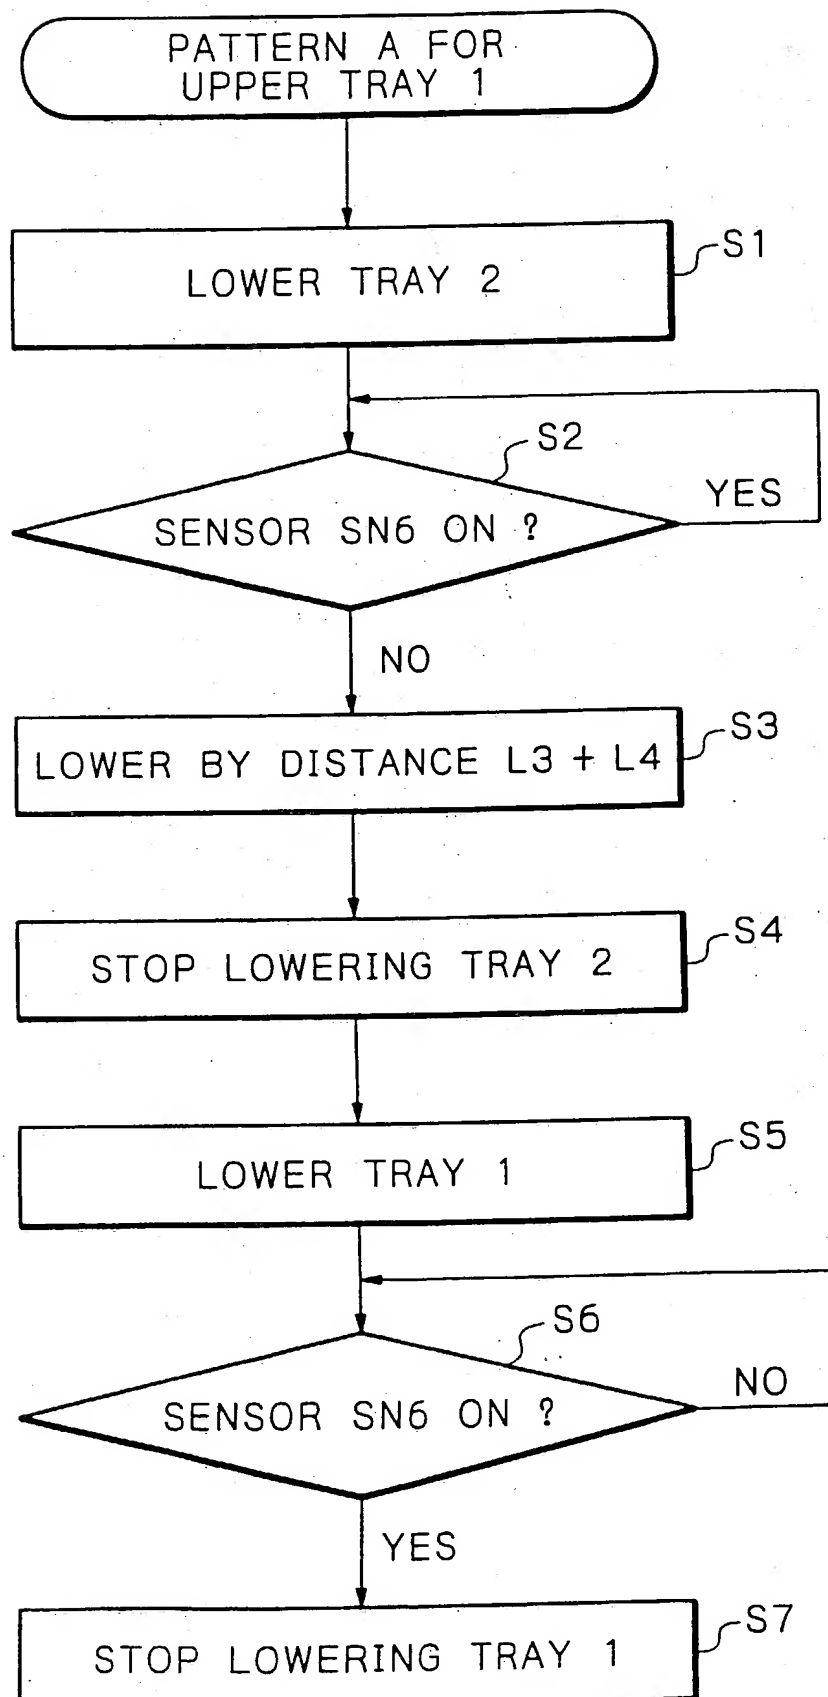 PATTERN A FOR
UPPER TRAY 1
S1
LOWER TRAY 2
S2
YES
SENSOR SN6 ON ?
NO
S3
LOWER BY DISTANCE L3 + L4
S4
STOP LOWERING TRAY 2
S5
LOWER TRAY 1
S6
NO
SENSOR SN6 ON ?
YES
S7
STOP LOWERING TRAY 1